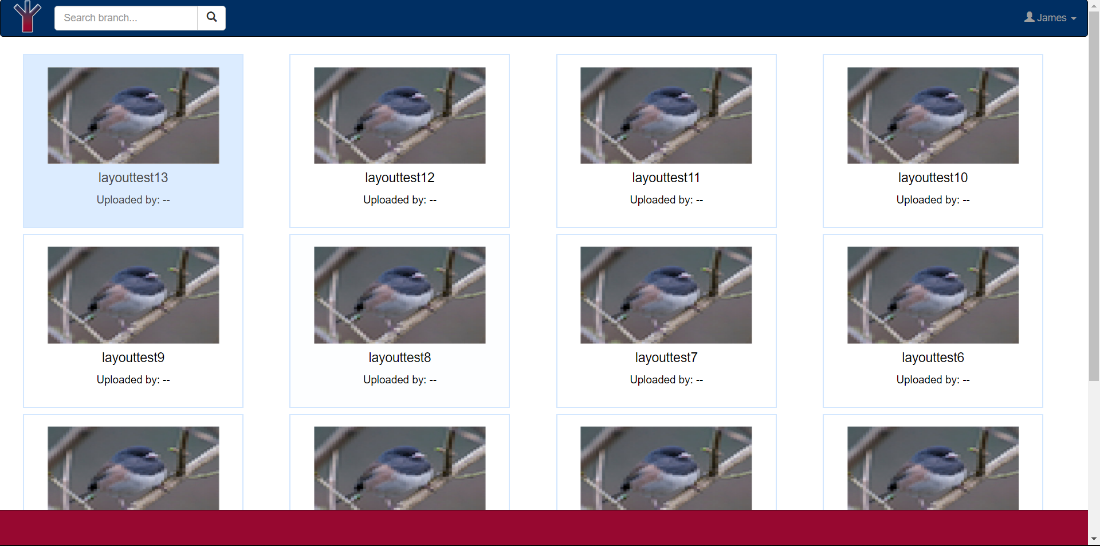 Search branch...
James
layouttest13
Uploaded by: --
layouttest12
Uploaded by: --
layouttest11
Uploaded by: --
layouttest10
Uploaded by: --
layouttest9
Uploaded by: --
layouttest8
Uploaded by: --
layouttest7
Uploaded by: --
layouttest6
Uploaded by: --